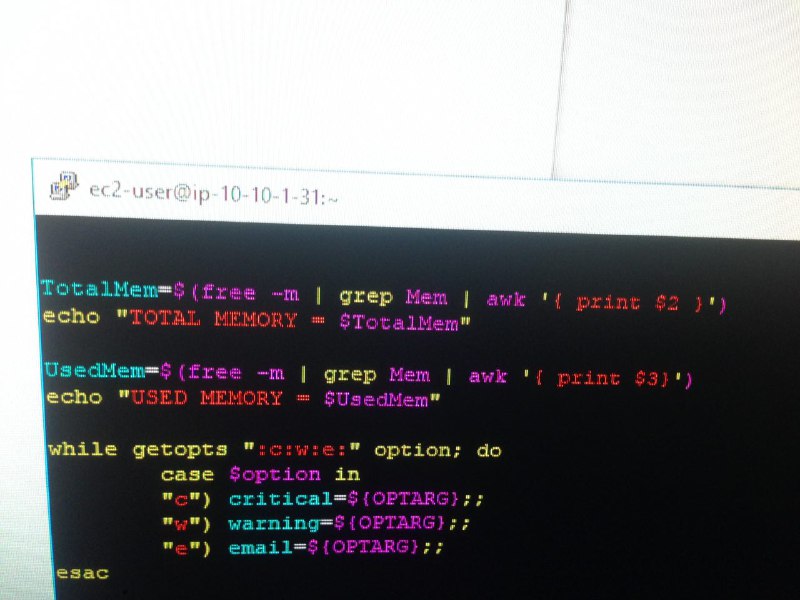 ec2-user@ip-10-10-1-31:~
TotalMem=$(free -m | grep Mem | awk '{ print $2 }')
echo "TOTAL MEMORY = $TotalMem"
UsedMem=$(free -m | grep Mem | awk '{ print $3}')
echo "USED MEMORY = $UsedMem"
while getopts ":c:w:e:" option; do
case $option in
"c") critical=${OPTARG};;
"w") warning=${OPTARG};;
"e") email=${OPTARG};;
esac